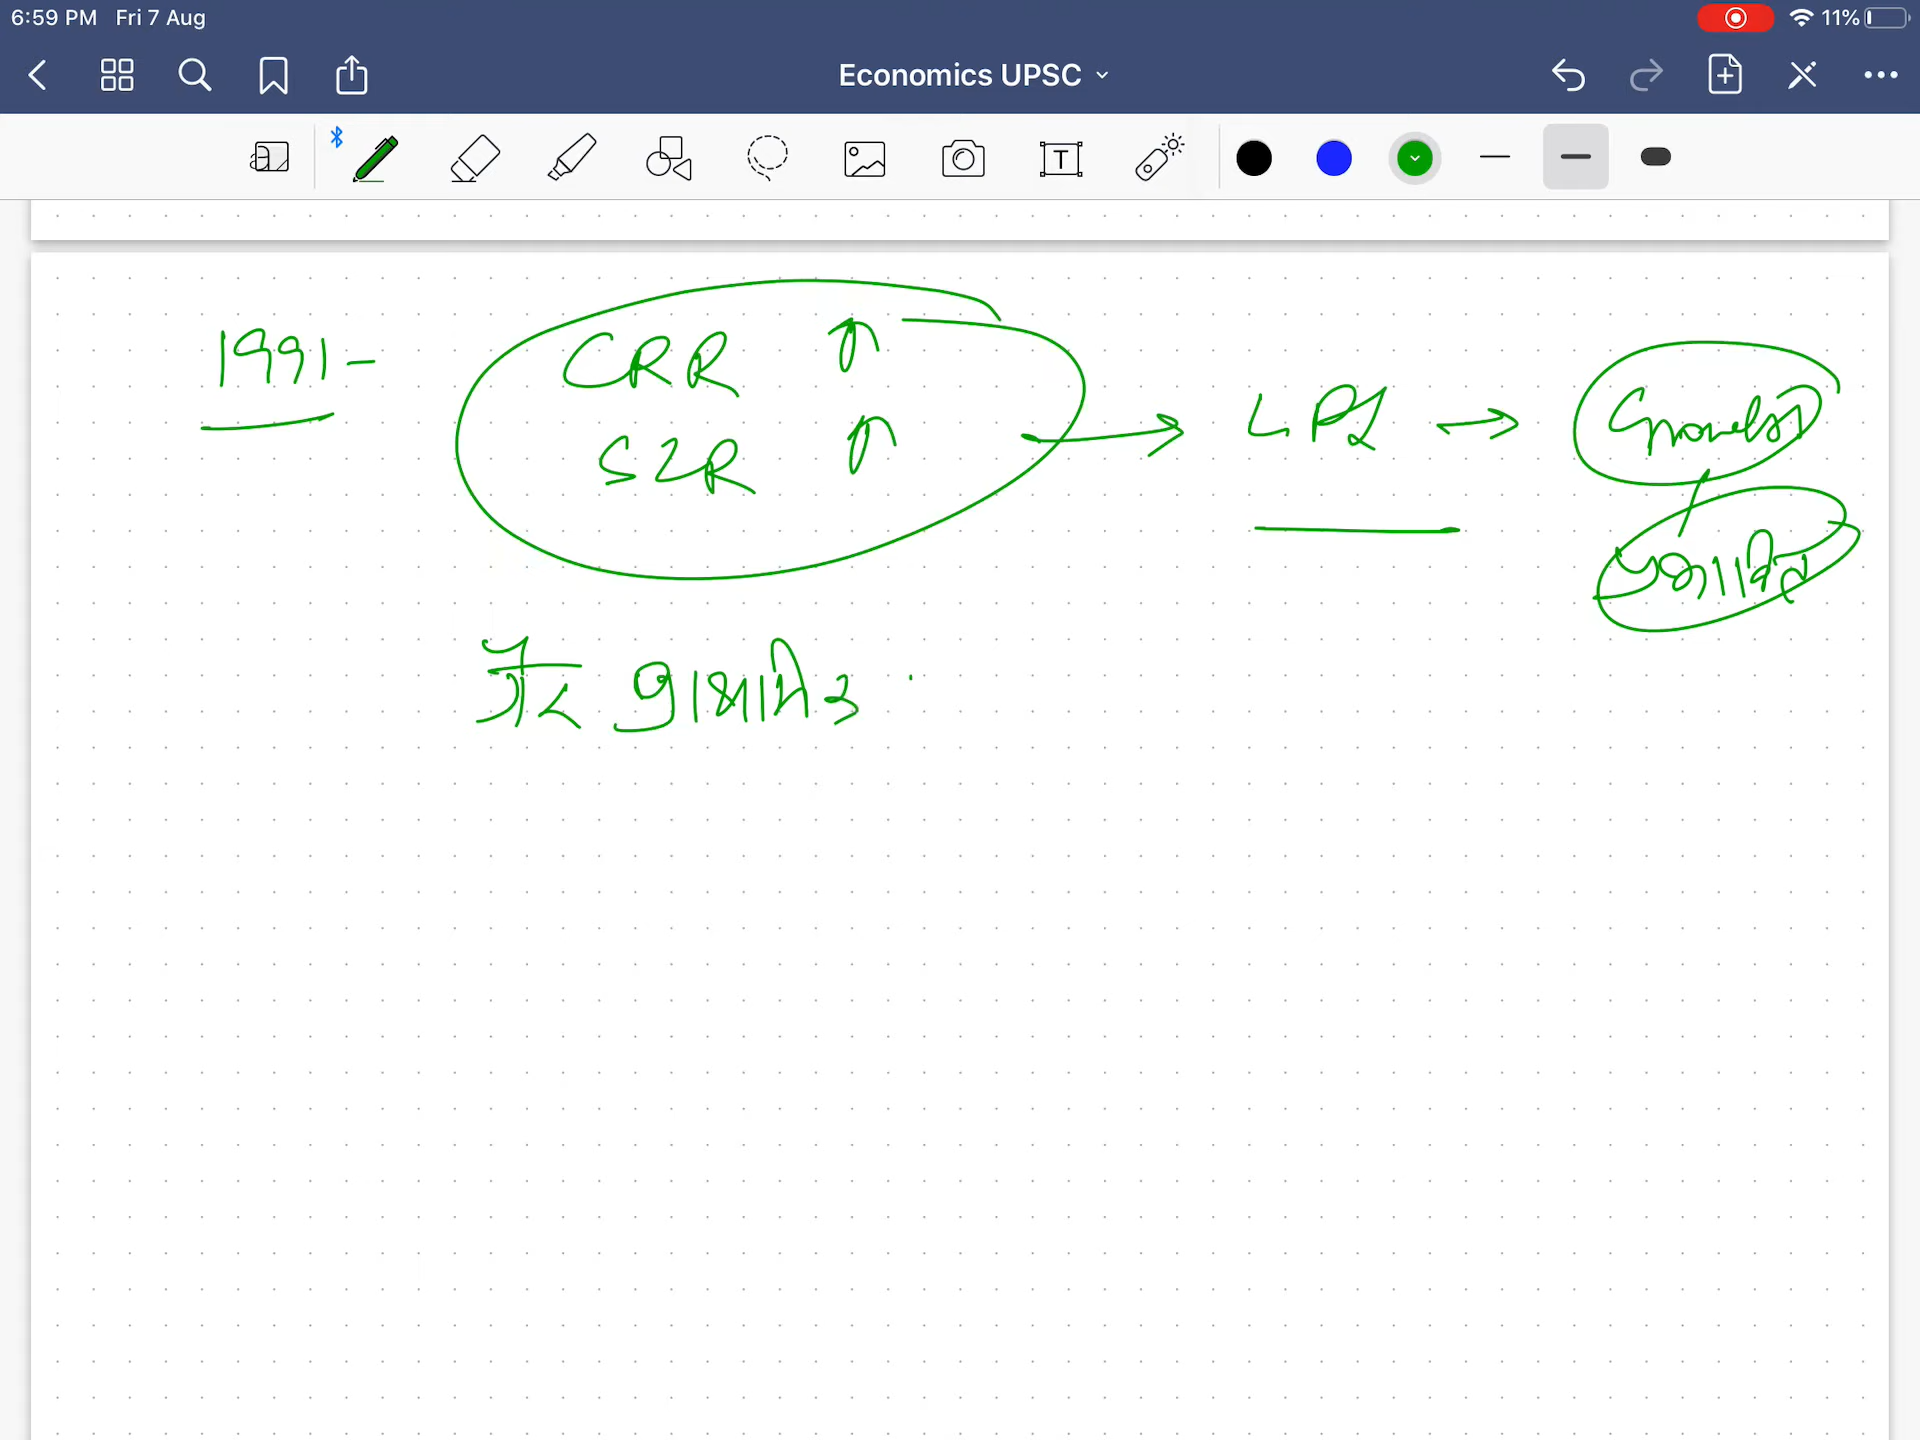 6:59 PM Fri 7 Aug
11%
Economics UPSC
T
1991 -
CRR ↑
SLR ↑
→ LPG → Growth